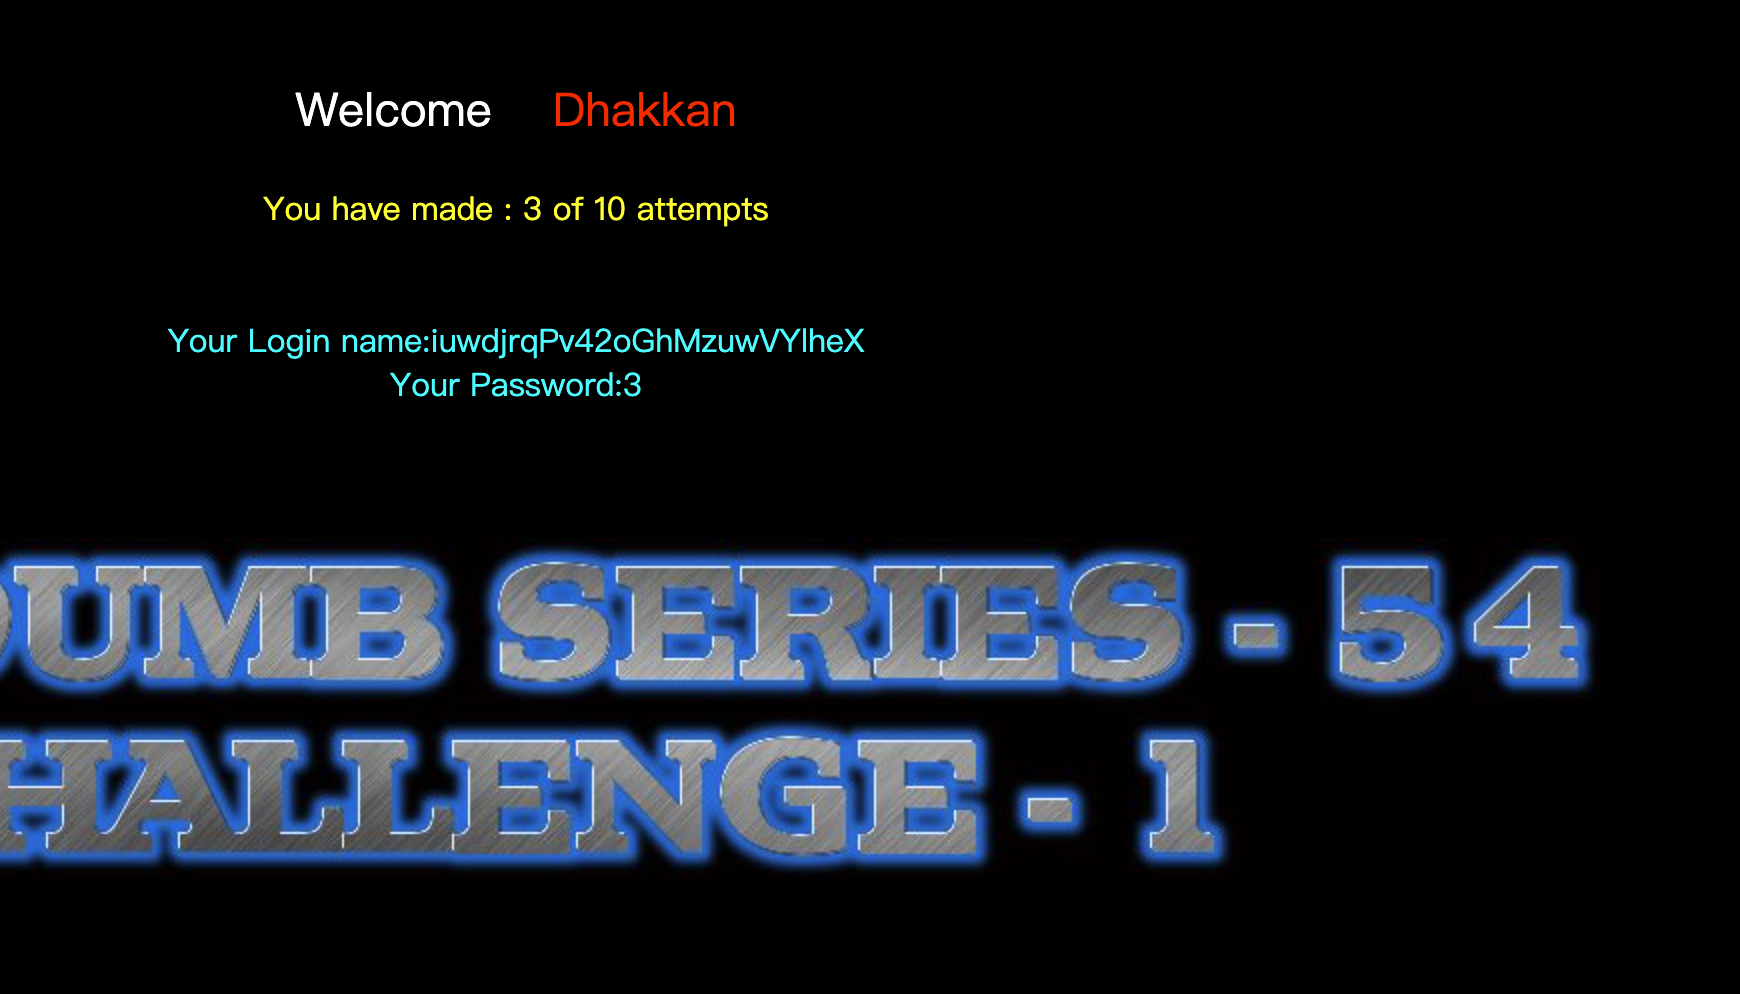 Welcome Dhakkan
You have made : 3 of 10 attempts
Your Login name:iuwdjrqPv42oGhMzuwVYlheX
Your Password:3
DUMB SERIES - 54
HALLENGE - 1